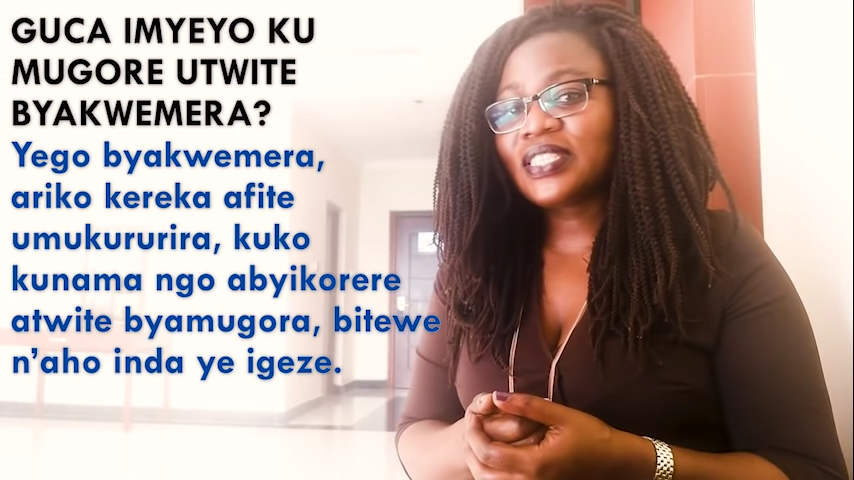 GUCA IMYEYO KU
MUGORE UTWITE
BYAKWEMERA?
Yego byakwemera,
ariko kereka afite
umukururira, kuko
kunama ngo abyikorere
atwite byamugora, bitewe
n'aho inda ye igeze.